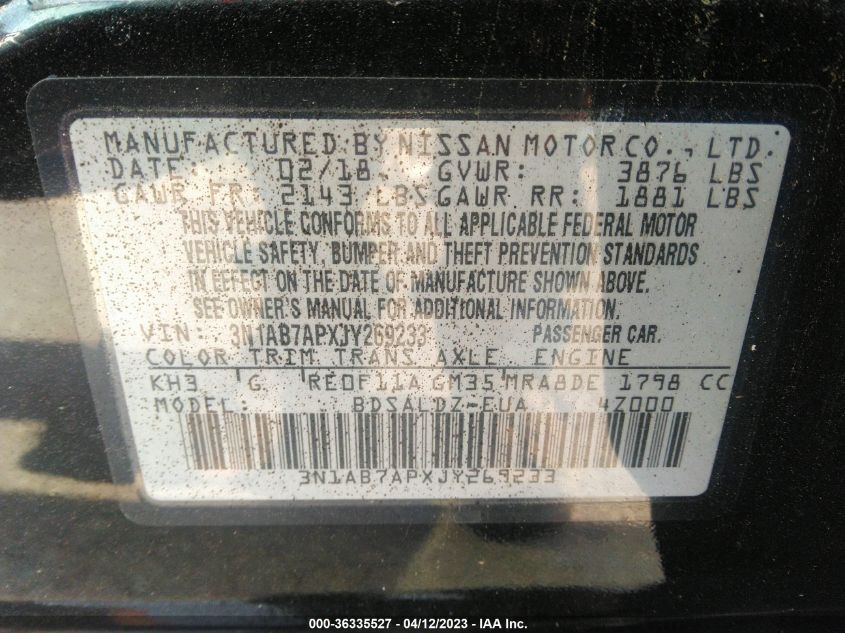 MANUFACTURED BY NISSAN MOTOR CO., LTD.
DATE 02/18 GVWR: 3876 LBS
GAWR FR: 2143 LBS GAWR RR: 1881 LBS
THIS VEHICLE CONFORMS TO ALL APPLICABLE FEDERAL MOTOR
VEHICLE SAFETY, BUMPER AND THEFT PREVENTION STANDARDS
IN EFFECT ON THE DATE OF MANUFACTURE SHOWN ABOVE.
SEE OWNER'S MANUAL FOR ADDITIONAL INFORMATION.
VIN: 3N1AB7APXJY269233 PASSENGER CAR.
COLOR TRIM TRANS AXLE ENGINE
KH3 G RE0F11A GM35 MRA8DE 1798 CC
MODEL: BDSALDZ-EUA 4Z000
3N1AB7APXJY269233
000-36335527 - 04/12/2023 - IAA Inc.